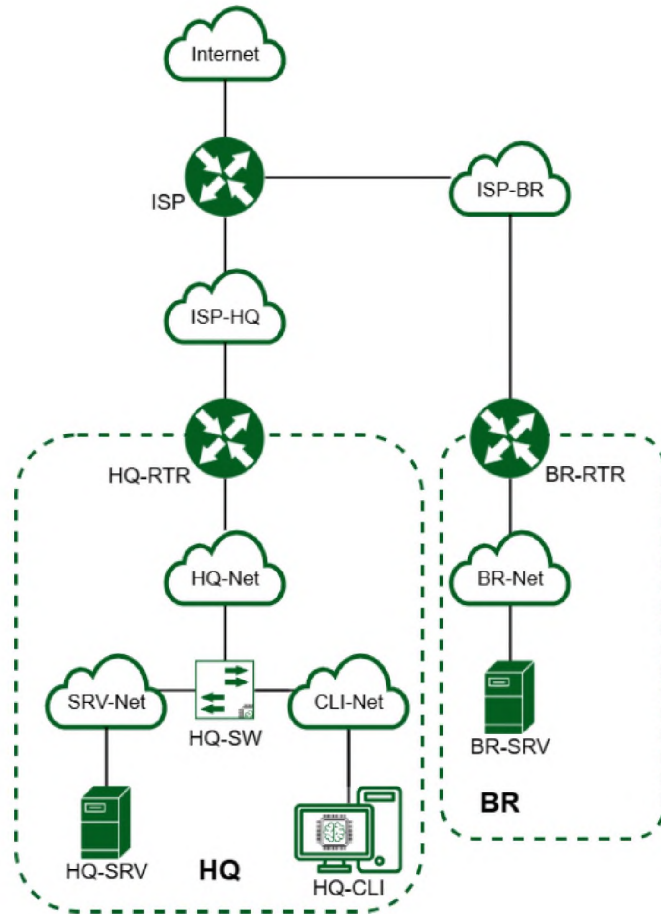 Internet
ISP
ISP-BR
ISP-HQ
HQ-RTR
BR-RTR
HQ-Net
BR-Net
SRV-Net
CLI-Net
HQ-SW
BR-SRV
BR
HQ-SRV
HQ
HQ-CLI